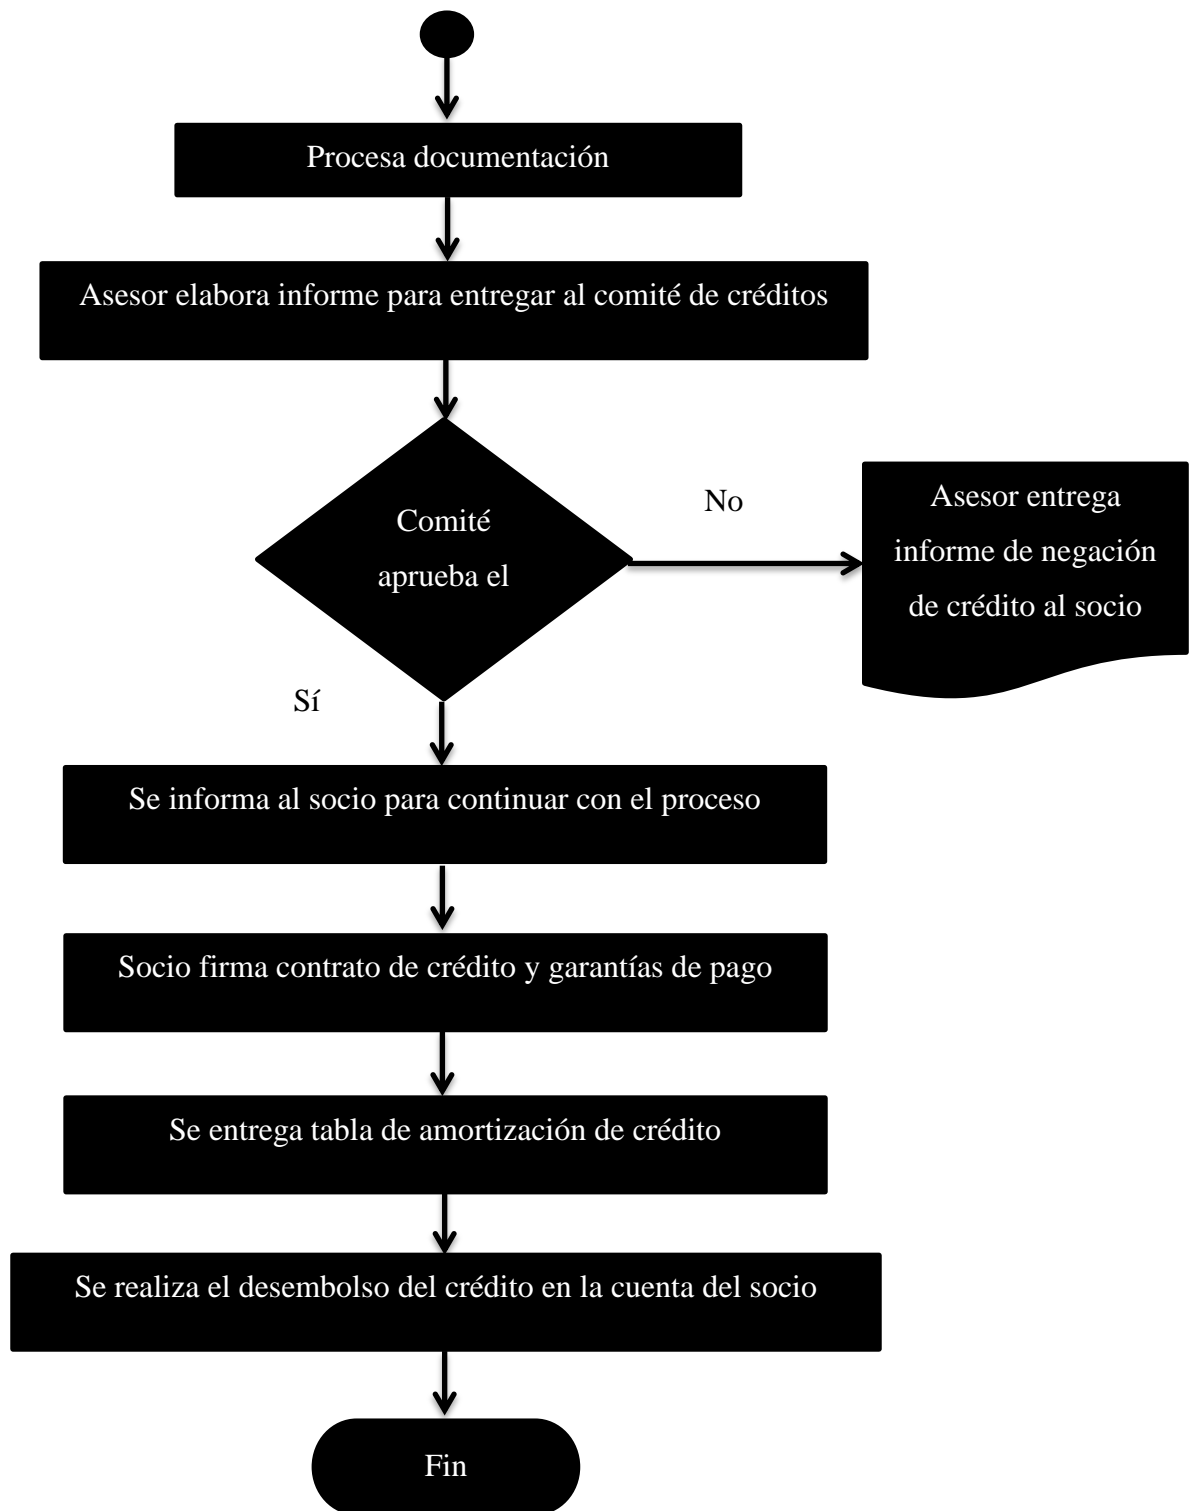 Procesa documentación
Asesor elabora informe para entregar al comité de créditos
Comité
aprueba el
No
Asesor entrega
informe de negación
de crédito al socio
Sí
Se informa al socio para continuar con el proceso
Socio firma contrato de crédito y garantías de pago
Se entrega tabla de amortización de crédito
Se realiza el desembolso del crédito en la cuenta del socio
Fin